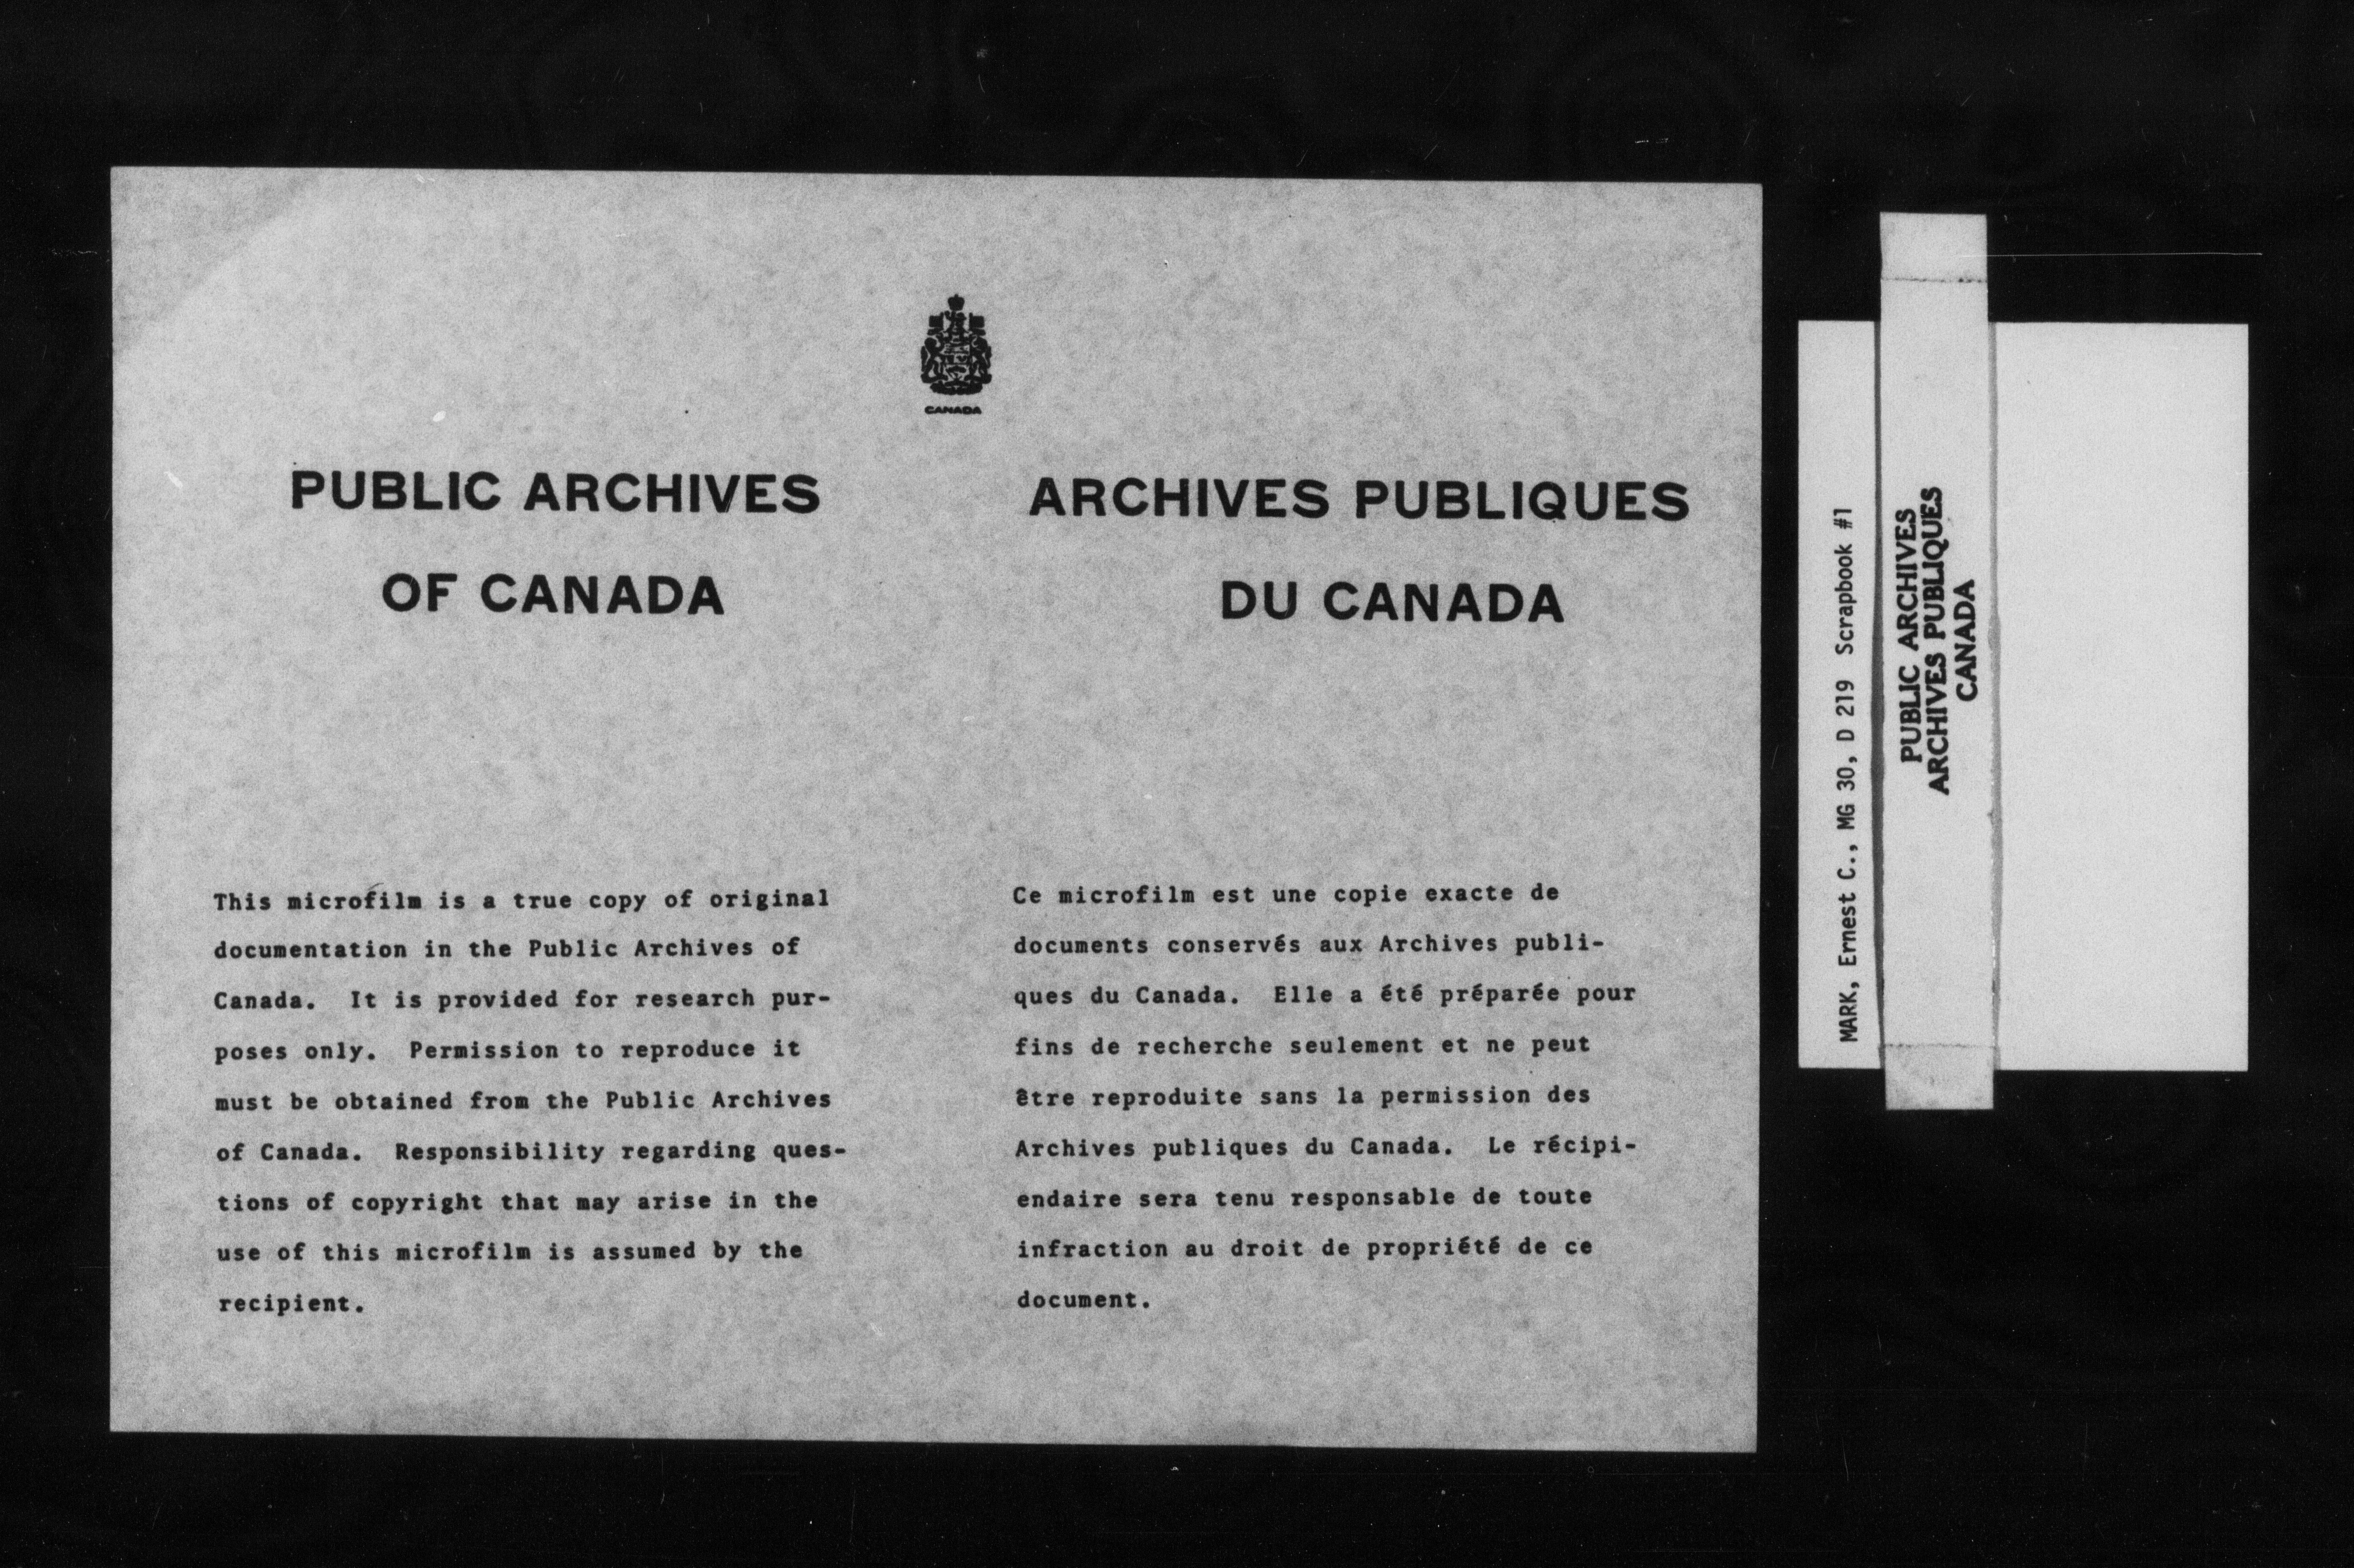 CANADA
PUBLIC ARCHIVES
OF CANADA
This microfilm is a true copy of original
documentation in the Public Archives of
Canada. It is provided for research pur-
poses only. Permission to reproduce it
must be obtained from the Public Archives
of Canada. Responsibility regarding ques-
tions of copyright that may arise in the
use of this microfilm is assumed by the
recipient.
ARCHIVES PUBLIQUES
DU CANADA
Ce microfilm est une copie exacte de
documents conservés aux Archives publi-
ques du Canada. Elle a été préparée pour
fins de recherche seulement et ne peut
être reproduite sans la permission des
Archives publiques du Canada. Le récipi-
endaire sera tenu responsable de toute
infraction au droit de propriété de ce
document.
MARK, Ernest C., MG 30, D 219 Scrapbook #1
PUBLIC ARCHIVES
ARCHIVES PUBLIQUES
CANADA